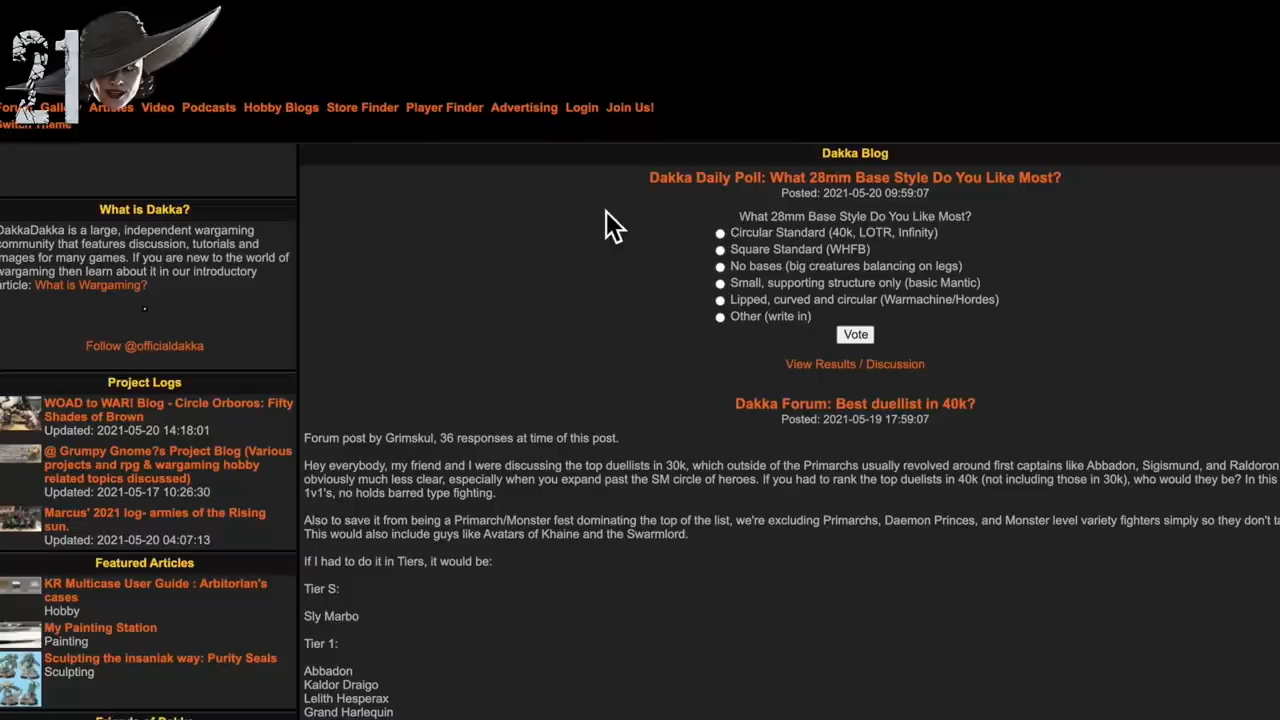 21
Forum Gallery Articles Video Podcasts Hobby Blogs Store Finder Player Finder Advertising Login Join Us!
Switch Theme
Dakka Blog
Dakka Daily Poll: What 28mm Base Style Do You Like Most?
Posted: 2021-05-20 09:59:07
What 28mm Base Style Do You Like Most?
Circular Standard (40k, LOTR, Infinity)
Square Standard (WHFB)
No bases (big creatures balancing on legs)
Small, supporting structure only (basic Mantic)
Lipped, curved and circular (Warmachine/Hordes)
Other (write in)
Vote
View Results / Discussion
Dakka Forum: Best duellist in 40k?
Posted: 2021-05-19 17:59:07
Forum post by Grimskul, 36 responses at time of this post.
Hey everybody, my friend and I were discussing the top duellists in 30k, which outside of the Primarchs usually revolved around first captains like Abbadon, Sigismund, and Raldoron
obviously much less clear, especially when you expand past the SM circle of heroes. If you had to rank the top duelists in 40k (not including those in 30k), who would they be? In this
1v1's, no holds barred type fighting.
Also to save it from being a Primarch/Monster fest dominating the top of the list, we're excluding Primarchs, Daemon Princes, and Monster level variety fighters simply so they don't
This would also include guys like Avatars of Khaine and the Swarmlord.
If I had to do it in Tiers, it would be:
Tier S:
Sly Marbo
Tier 1:
Abbadon
Kaldor Draigo
Lelith Hesperax
Grand Harlequin
What is Dakka?
DakkaDakka is a large, independent wargaming
community that features discussion, tutorials and
images for many games. If you are new to the world of
wargaming then learn about it in our introductory
article: What is Wargaming?
Follow @officialdakka
Project Logs
WOAD to WAR! Blog - Circle Orboros: Fifty
Shades of Brown
Updated: 2021-05-20 14:18:01
@ Grumpy Gnome?s Project Blog (Various
projects and rpg & wargaming hobby
related topics discussed)
Updated: 2021-05-17 10:26:30
Marcus' 2021 log- armies of the Rising
sun.
Updated: 2021-05-20 04:07:13
Featured Articles
KR Multicase User Guide : Arbitorlan's
cases
Hobby
My Painting Station
Painting
Sculpting the insaniak way: Purity Seals
Sculpting
Friends of Dakka